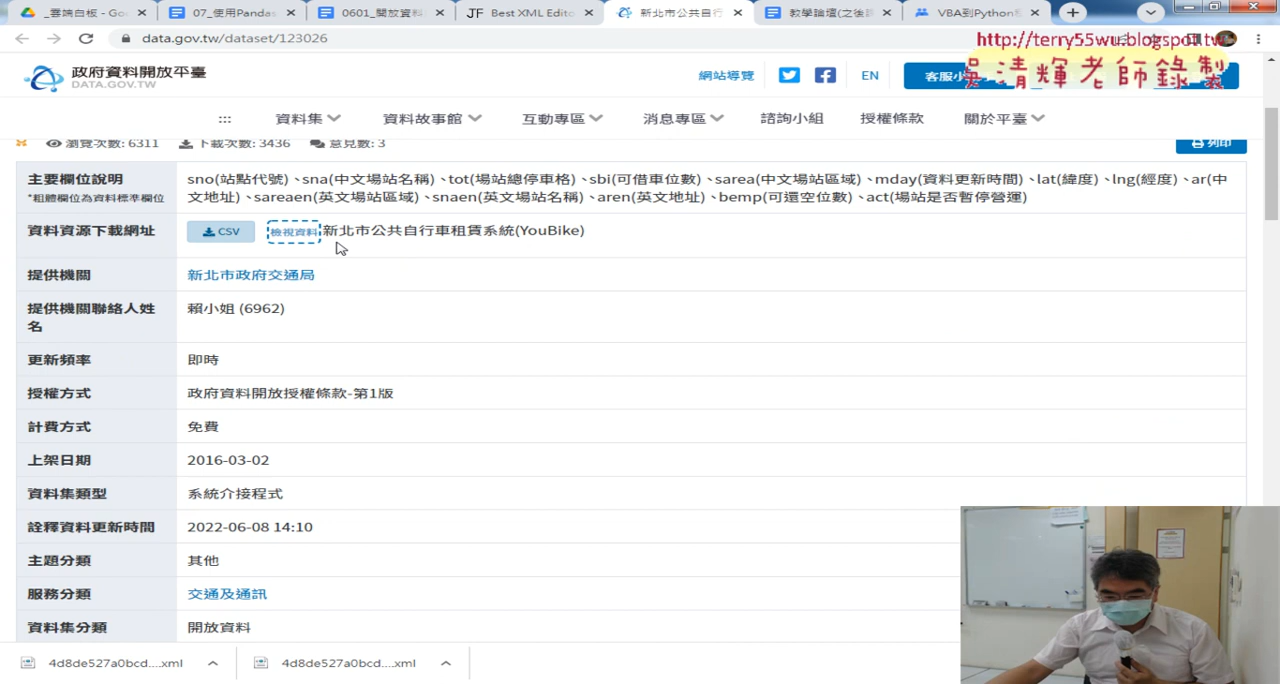 _雲端白板 - Go
07_使用Pandas
0601_開放資料
JF Best XML Edito
新北市公共自行
教學論壇(之後
VBA到Python
data.gov.tw/dataset/123026
http://terry55wu.blogspot.tw
吳清輝老師錄製
政府資料開放平臺
DATA.GOV.TW
網站導覽
EN
客服小
:::
資料集
資料故事館
互動專區
消息專區
諮詢小組
授權條款
關於平臺
瀏覽次數: 6311 下載次數: 3436 意見數: 3
列印
主要欄位說明
*粗體欄位為資料標準欄位
sno(站點代號)、sna(中文場站名稱)、tot(場站總停車格)、sbi(可借車位數)、sarea(中文場站區域)、mday(資料更新時間)、lat(緯度)、lng(經度)、ar(中
文地址)、sareaen(英文場站區域)、snaen(英文場站名稱)、aren(英文地址)、bemp(可還空位數)、act(場站是否暫停營運)
資料資源下載網址
CSV 檢視資料 新北市公共自行車租賃系統(YouBike)
提供機關 新北市政府交通局
提供機關聯絡人姓
名
賴小姐 (6962)
更新頻率 即時
授權方式 政府資料開放授權條款-第1版
計費方式 免費
上架日期 2016-03-02
資料集類型 系統介接程式
詮釋資料更新時間 2022-06-08 14:10
主題分類 其他
服務分類 交通及通訊
資料集分類 開放資料
4d8de527a0bcd....xml
4d8de527a0bcd....xml